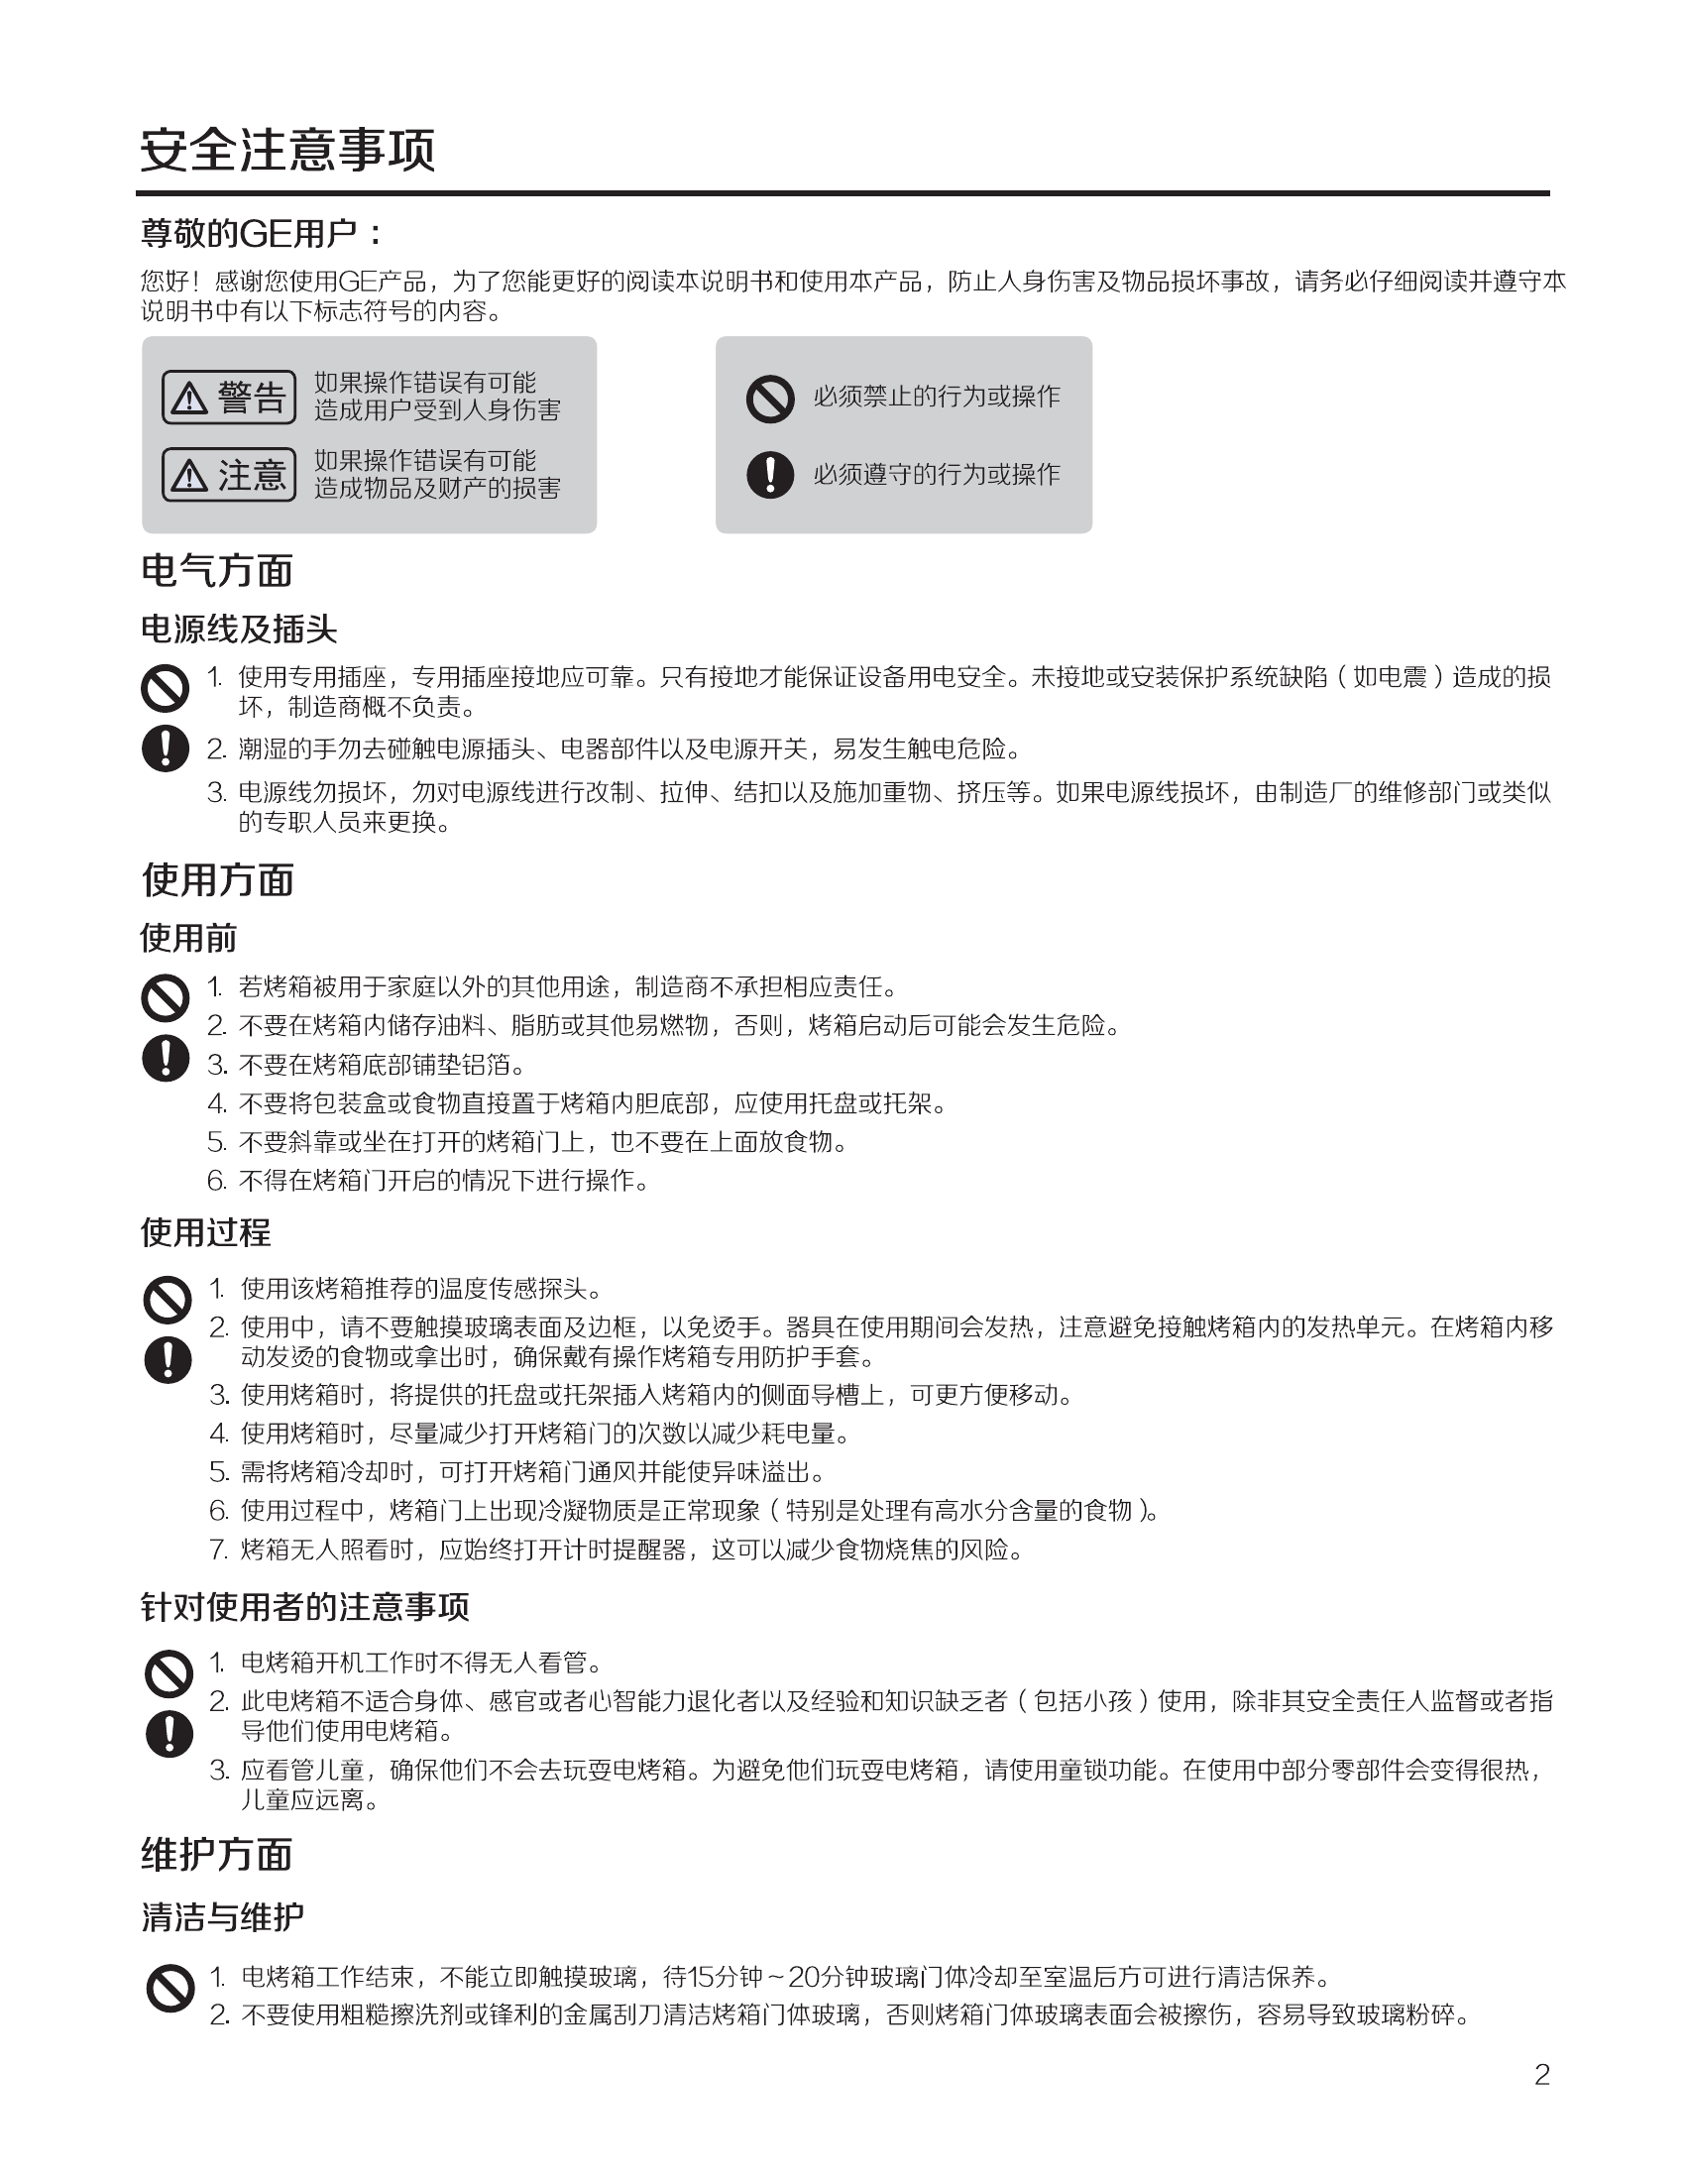 安全注意事项
尊敬的GE用户：
您好！感谢您使用GE产品，为了您能更好的阅读本说明书和使用本产品，防止人身伤害及物品损坏事故，请务必仔细阅读并遵守本
说明书中有以下标志符号的内容。
警告
如果操作错误有可能
造成用户受到人身伤害
注意
如果操作错误有可能
造成物品及财产的损害
必须禁止的行为或操作
必须遵守的行为或操作
电气方面
电源线及插头
1. 使用专用插座，专用插座接地应可靠。只有接地才能保证设备用电安全。未接地或安装保护系统缺陷（如电震）造成的损
坏，制造商概不负责。
2. 潮湿的手勿去碰触电源插头、电器部件以及电源开关，易发生触电危险。
3. 电源线勿损坏，勿对电源线进行改制、拉伸、结扣以及施加重物、挤压等。如果电源线损坏，由制造厂的维修部门或类似
的专职人员来更换。
使用方面
使用前
1. 若烤箱被用于家庭以外的其他用途，制造商不承担相应责任。
2. 不要在烤箱内储存油料、脂肪或其他易燃物，否则，烤箱启动后可能会发生危险。
3. 不要在烤箱底部铺垫铝箔。
4. 不要将包装盒或食物直接置于烤箱内胆底部，应使用托盘或托架。
5. 不要斜靠或坐在打开的烤箱门上，也不要在上面放食物。
6. 不得在烤箱门开启的情况下进行操作。
使用过程
1. 使用该烤箱推荐的温度传感探头。
2. 使用中，请不要触摸玻璃表面及边框，以免烫手。器具在使用期间会发热，注意避免接触烤箱内的发热单元。在烤箱内移
动发烫的食物或拿出时，确保戴有操作烤箱专用防护手套。
3. 使用烤箱时，将提供的托盘或托架插入烤箱内的侧面导槽上，可更方便移动。
4. 使用烤箱时，尽量减少打开烤箱门的次数以减少耗电量。
5. 需将烤箱冷却时，可打开烤箱门通风并能使异味溢出。
6. 使用过程中，烤箱门上出现冷凝物质是正常现象（特别是处理有高水分含量的食物）。
7. 烤箱无人照看时，应始终打开计时提醒器，这可以减少食物烧焦的风险。
针对使用者的注意事项
1. 电烤箱开机工作时不得无人看管。
2. 此电烤箱不适合身体、感官或者心智能力退化者以及经验和知识缺乏者（包括小孩）使用，除非其安全责任人监督或者指
导他们使用电烤箱。
3. 应看管儿童，确保他们不会去玩耍电烤箱。为避免他们玩耍电烤箱，请使用童锁功能。在使用中部分零部件会变得很热，
儿童应远离。
维护方面
清洁与维护
1. 电烤箱工作结束，不能立即触摸玻璃，待15分钟～20分钟玻璃门体冷却至室温后方可进行清洁保养。
2. 不要使用粗糙擦洗剂或锋利的金属刮刀清洁烤箱门体玻璃，否则烤箱门体玻璃表面会被擦伤，容易导致玻璃粉碎。
2